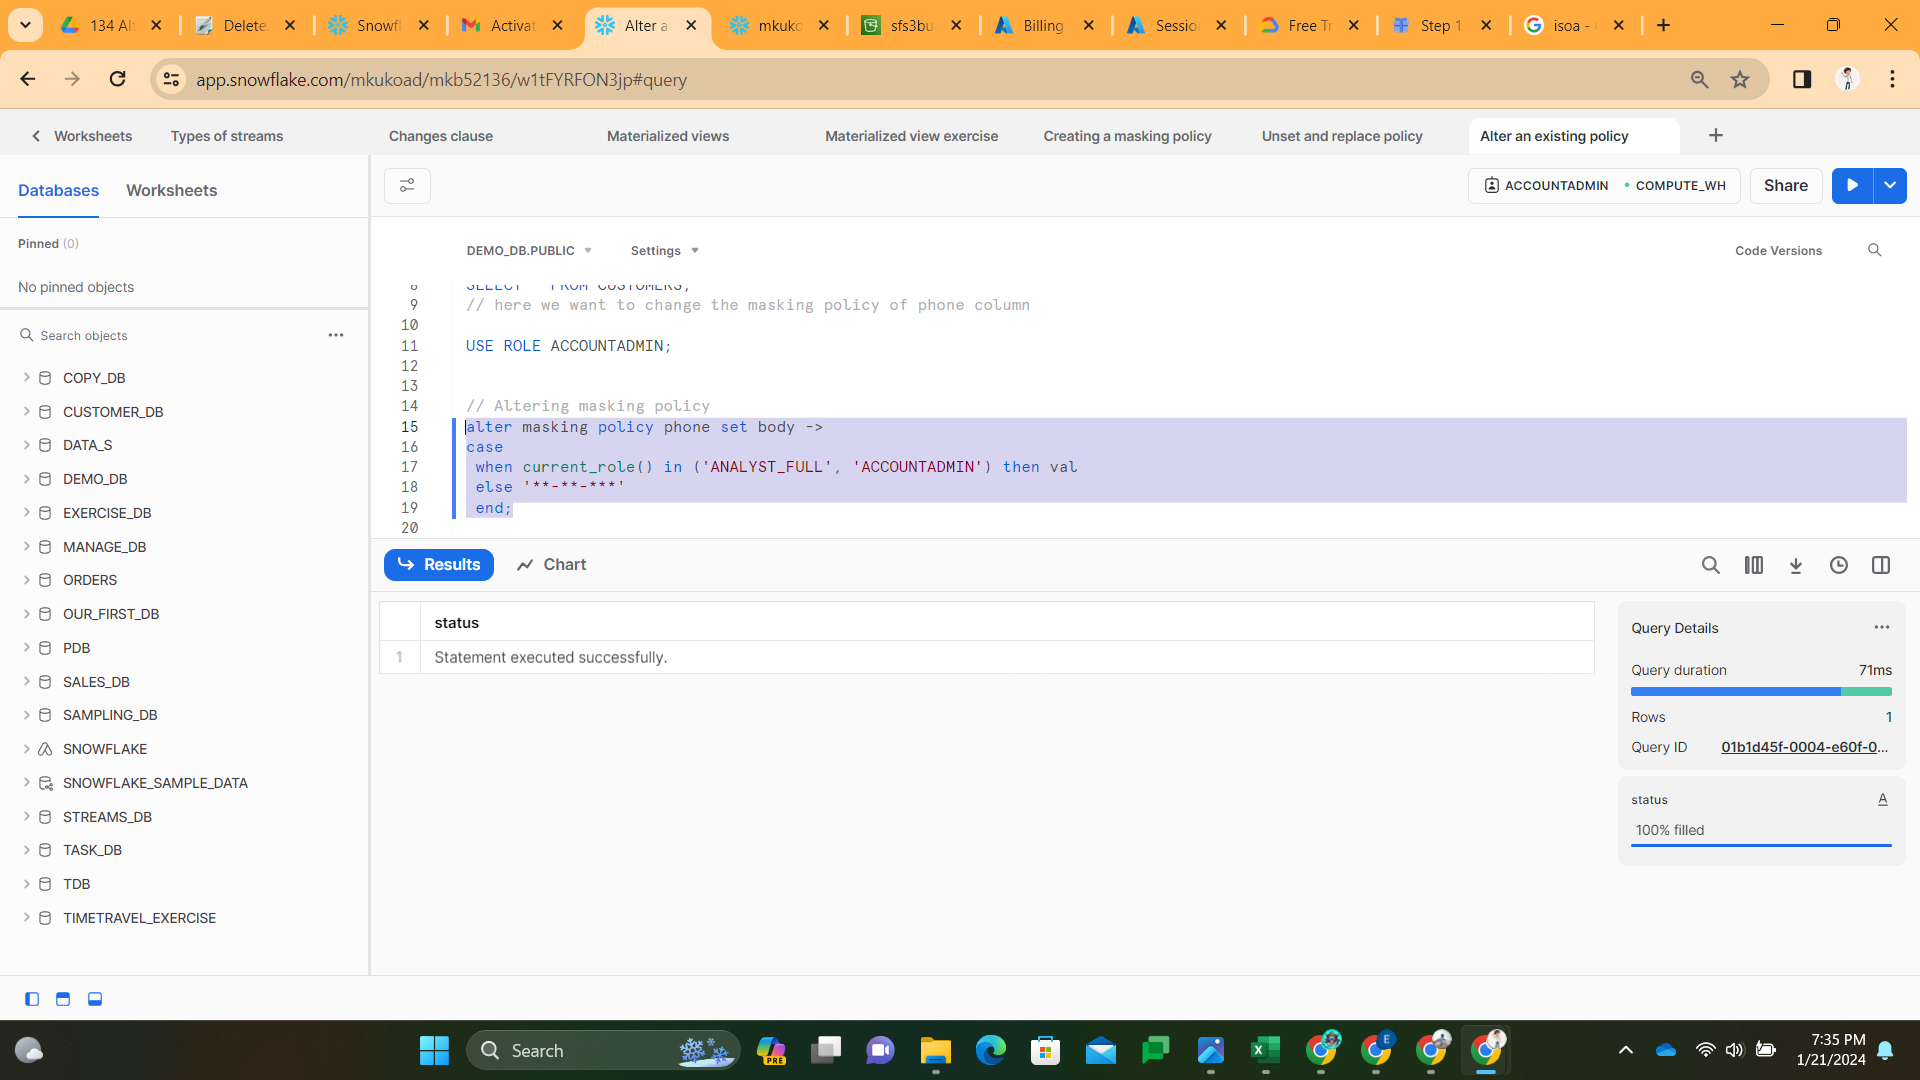 134 Alt
Delete
Snowfl
Activat
Alter a
mkuko
sfs3bu
Billing
Sessio
Free Tr
Step 1
isoa -
app.snowflake.com/mkukoad/mkb52136/w1tFYRFON3jp#query
Worksheets
Types of streams
Changes clause
Materialized views
Materialized view exercise
Creating a masking policy
Unset and replace policy
Alter an existing policy
Databases
Worksheets
ACCOUNTADMIN
COMPUTE_WH
Share
Pinned (0)
No pinned objects
Search objects
COPY_DB
CUSTOMER_DB
DATA_S
DEMO_DB
EXERCISE_DB
MANAGE_DB
ORDERS
OUR_FIRST_DB
PDB
SALES_DB
SAMPLING_DB
SNOWFLAKE
SNOWFLAKE_SAMPLE_DATA
STREAMS_DB
TASK_DB
TDB
TIMETRAVEL_EXERCISE
DEMO_DB.PUBLIC
Settings
Code Versions
8 SELECT * FROM CUSTOMERS;
9 // here we want to change the masking policy of phone column
10
11 USE ROLE ACCOUNTADMIN;
12
13
14 // Altering masking policy
15 alter masking policy phone set body ->
16 case
17 when current_role() in ('ANALYST_FULL', 'ACCOUNTADMIN') then val
18 else '**-**-***'
19 end;
20
Results
Chart
status
1 Statement executed successfully.
Query Details
Query duration 71ms
Rows 1
Query ID 01b1d45f-0004-e60f-0...
status A
100% filled
Search
PRE
E
7:35 PM
1/21/2024